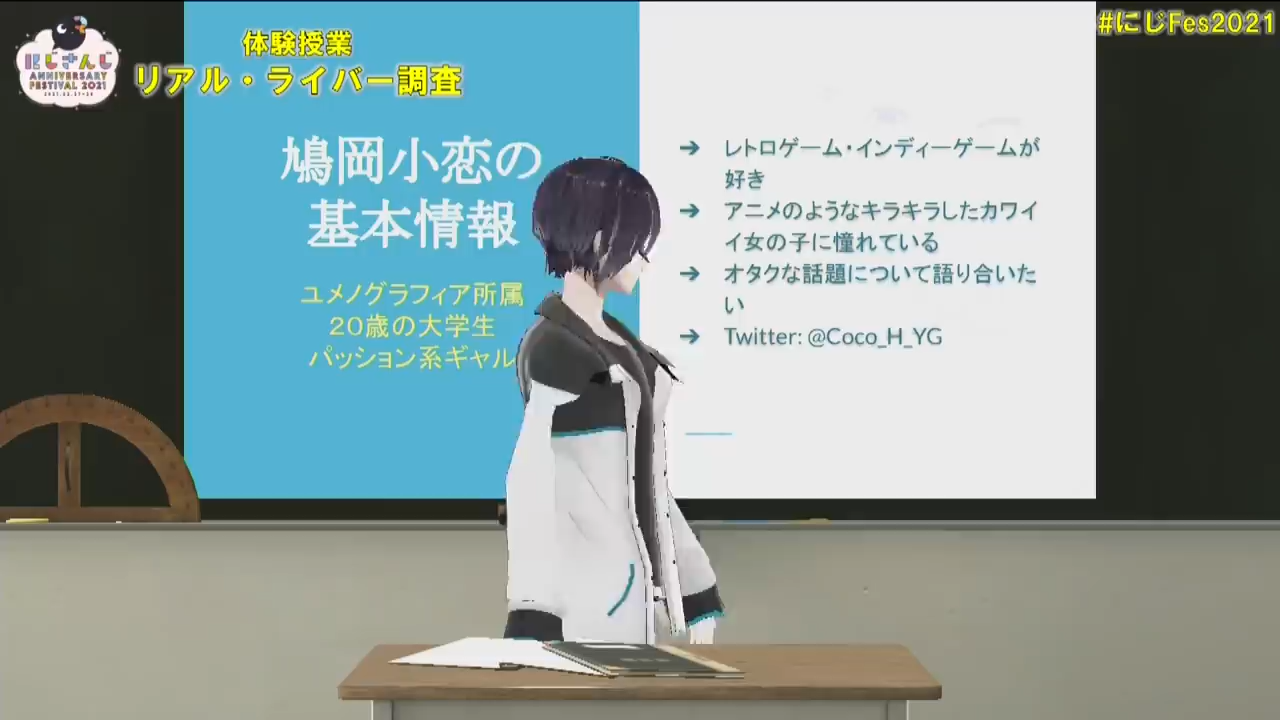 にじさんじ
ANNIVERSARY
FESTIVAL 2021
体験授業
リアル・ライバー調査
#にじFes2021
鳩岡小恋の
基本情報
ユメノグラフィア所属
20歳の大学生
パッション系ギャル
➔ レトロゲーム・インディーゲームが
好き
➔ アニメのようなキラキラしたカワイ
イ女の子に憧れている
➔ オタクな話題について語り合いた
い
➔ Twitter: @Coco_H_YG